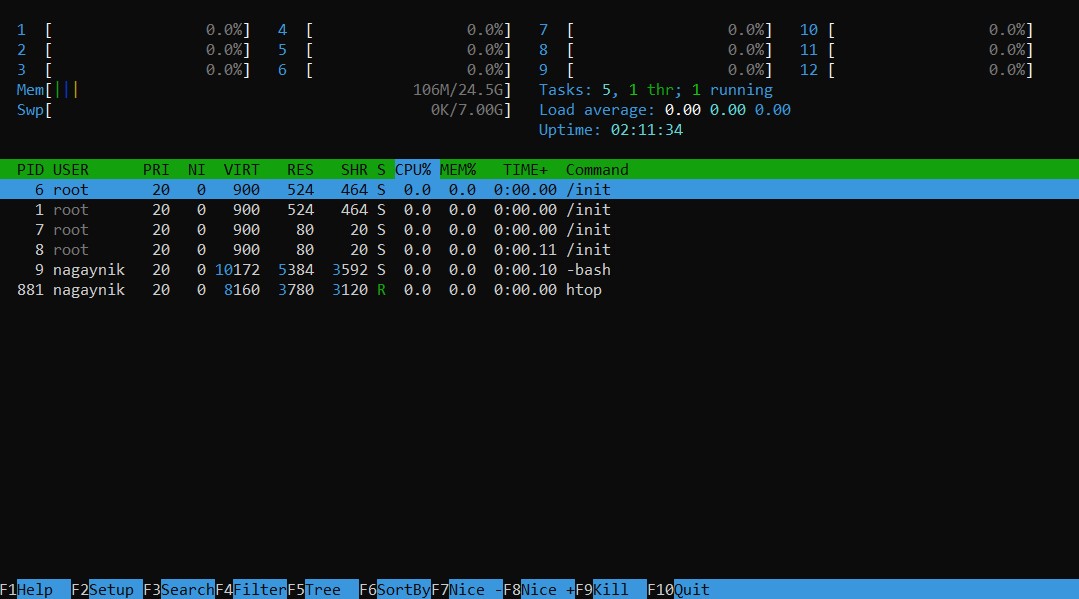 1 [ 0.0%] 4 [ 0.0%] 7 [ 0.0%] 10 [ 0.0%]
2 [ 0.0%] 5 [ 0.0%] 8 [ 0.0%] 11 [ 0.0%]
3 [ 0.0%] 6 [ 0.0%] 9 [ 0.0%] 12 [ 0.0%]
Mem[||| 106M/24.5G] Tasks: 5, 1 thr; 1 running
Swp[ 0K/7.00G] Load average: 0.00 0.00 0.00
Uptime: 02:11:34
PID USER PRI NI VIRT RES SHR S CPU% MEM% TIME+ Command
6 root 20 0 900 524 464 S 0.0 0.0 0:00.00 /init
1 root 20 0 900 524 464 S 0.0 0.0 0:00.00 /init
7 root 20 0 900 80 20 S 0.0 0.0 0:00.00 /init
8 root 20 0 900 80 20 S 0.0 0.0 0:00.11 /init
9 nagaynik 20 0 10172 5384 3592 S 0.0 0.0 0:00.10 -bash
881 nagaynik 20 0 8160 3780 3120 R 0.0 0.0 0:00.00 htop
F1Help F2Setup F3SearchF4FilterF5Tree F6SortByF7Nice -F8Nice +F9Kill F10Quit